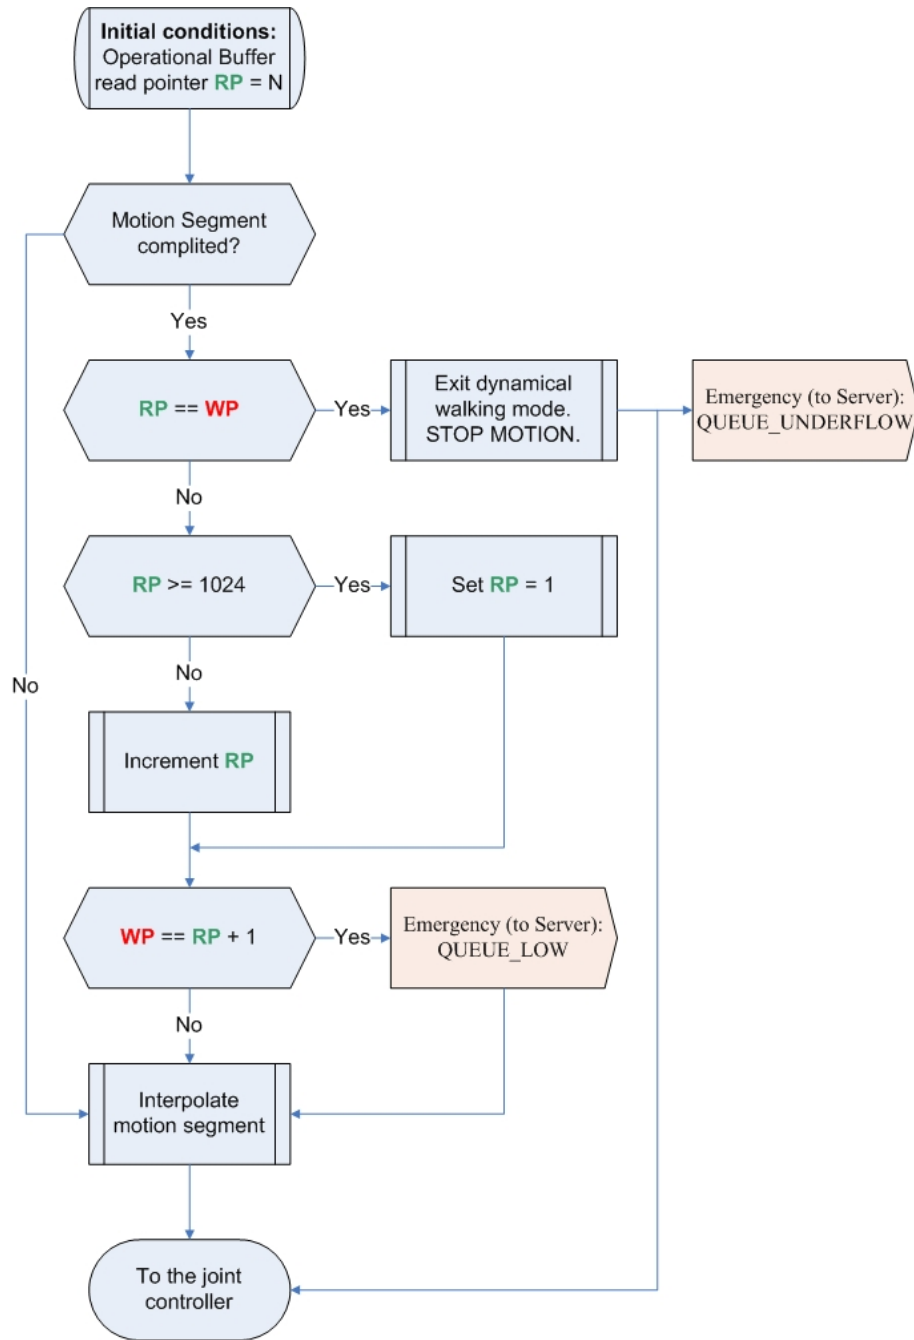 Initial conditions:
Operational Buffer
read pointer RP = N
Motion Segment
complited?
Yes
RP == WP
Yes
Exit dynamical
walking mode.
STOP MOTION.
Emergency (to Server):
QUEUE_UNDERFLOW
No
RP >= 1024
Yes
Set RP = 1
No
No
Increment RP
WP == RP + 1
Yes
Emergency (to Server):
QUEUE_LOW
No
Interpolate
motion segment
To the joint
controller